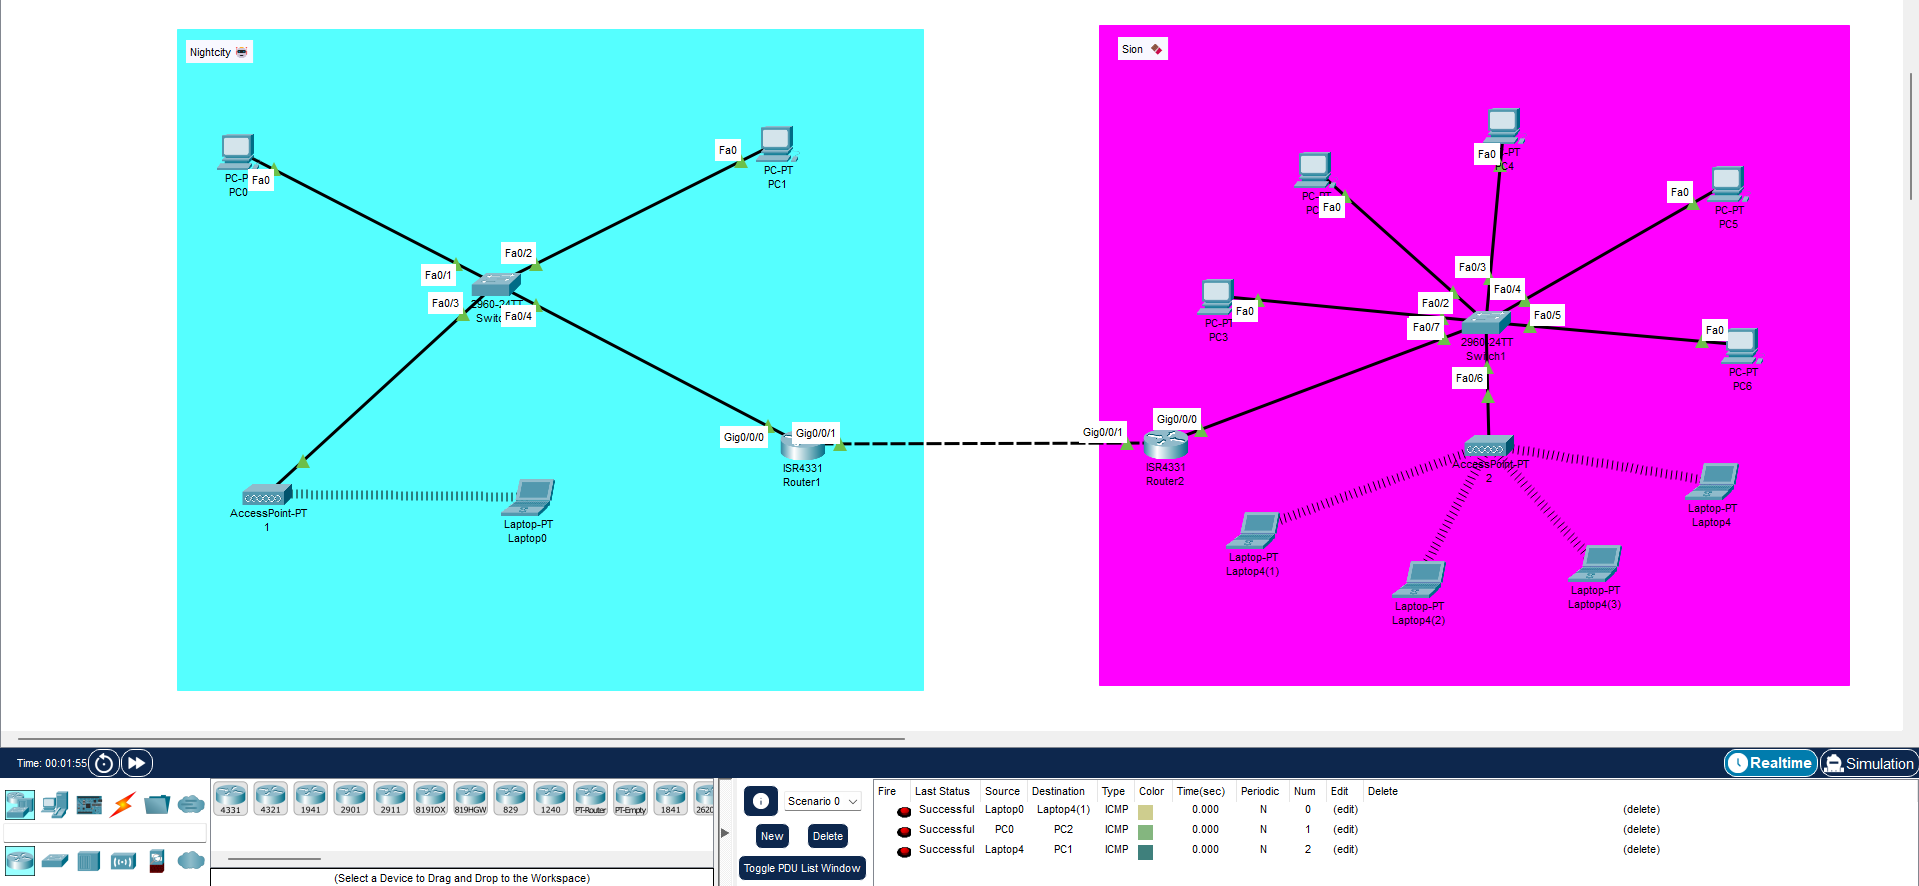 Nightcity
Sion
PC-P
PC0
Fa0
Fa0
PC-PT
PC1
Fa0/1
Fa0/2
Fa0/3
2960-24TT
Switc
Fa0/4
AccessPoint-PT
1
Laptop-PT
Laptop0
Gig0/0/0
Gig0/0/1
ISR4331
Router1
Gig0/0/1
Gig0/0/0
ISR4331
Router2
PC-PT
PC
Fa0
Fa0
-PT
PC4
Fa0
PC-PT
PC5
PC-PT
PC3
Fa0
Fa0
PC-PT
PC6
Fa0/3
Fa0/4
Fa0/2
Fa0/5
Fa0/7
2960-24TT
Switch1
Fa0/6
AccessPoint-PT
2
Laptop-PT
Laptop4
Laptop-PT
Laptop4(1)
Laptop-PT
Laptop4(2)
Laptop-PT
Laptop4(3)
Time: 00:01:55
Realtime
Simulation
4331 4321 1941 2901 2911 819IOX 819HGW 829 1240 PT-Router PT-Empty 1841 2620
(Select a Device to Drag and Drop to the Workspace)
Scenario 0
New
Delete
Toggle PDU List Window
Fire Last Status Source Destination Type Color Time(sec) Periodic Num Edit Delete
Successful Laptop0 Laptop4(1) ICMP 0.000 N 0 (edit) (delete)
Successful PC0 PC2 ICMP 0.000 N 1 (edit) (delete)
Successful Laptop4 PC1 ICMP 0.000 N 2 (edit) (delete)